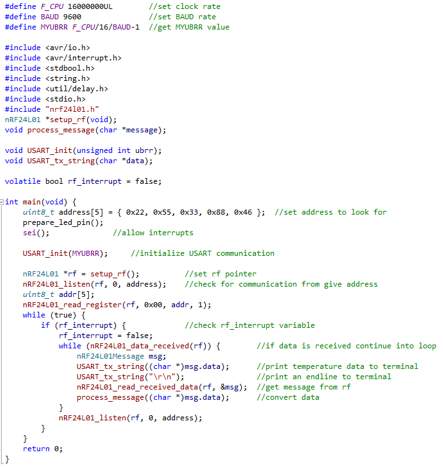 #define F_CPU 16000000UL //set clock rate
#define BAUD 9600 //set BAUD rate
#define MYUBRR F_CPU/16/BAUD-1 //get MYUBRR value
#include <avr/io.h>
#include <avr/interrupt.h>
#include <stdbool.h>
#include <string.h>
#include <util/delay.h>
#include <stdio.h>
#include "nrf24l01.h"
nRF24L01 *setup_rf(void);
void process_message(char *message);
void USART_init(unsigned int ubrr);
void USART_tx_string(char *data);
volatile bool rf_interrupt = false;
int main(void) {
uint8_t address[5] = { 0x22, 0x55, 0x33, 0x88, 0x46 }; //set address to look for
prepare_led_pin();
sei(); //allow interrupts
USART_init(MYUBRR); //initialize USART communication
nRF24L01 *rf = setup_rf(); //set rf pointer
nRF24L01_listen(rf, 0, address); //check for communication from give address
uint8_t addr[5];
nRF24L01_read_register(rf, 0x00, addr, 1);
while (true) {
if (rf_interrupt) { //check rf_interrupt variable
rf_interrupt = false;
while (nRF24L01_data_received(rf)) { //if data is received continue into loop
nRF24L01Message msg;
USART_tx_string((char *)msg.data); //print temperature data to terminal
USART_tx_string("\r\n"); //print an endline to terminal
nRF24L01_read_received_data(rf, &msg); //get message from rf
process_message((char *)msg.data); //convert data
}
nRF24L01_listen(rf, 0, address);
}
}
return 0;
}